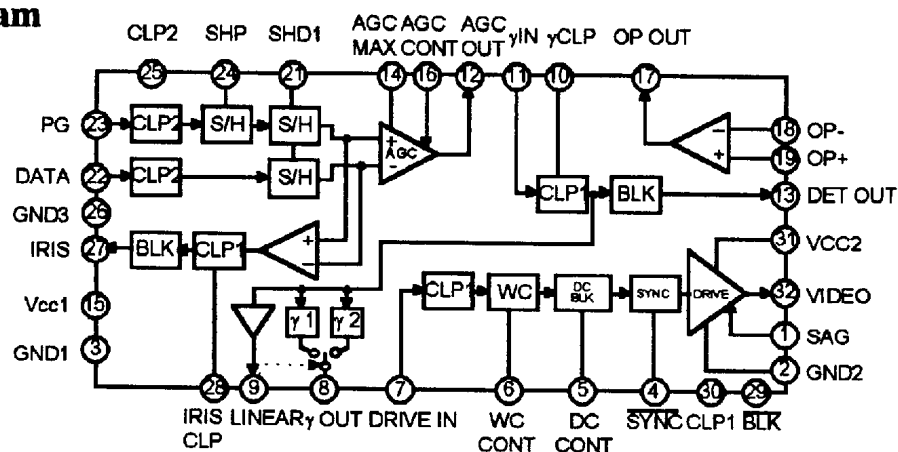 am
CLP2 SHP SHD1 AGC MAX AGC CONT AGC OUT γIN γCLP OP OUT
25 24 21 14 16 12 11 10 17
PG 23 CLP2 S/H S/H + AGC - - + 18 OP-
19 OP+
DATA 22 CLP2 S/H CLP1 BLK 13 DET OUT
GND3 26
IRIS 27 BLK CLP1 + - 31 VCC2
CLP1 WC DC BLK SYNC DRIVE 32 VIDEO
Vcc1 15 γ 1 γ 2 1 SAG
GND1 3 2 GND2
28 9 8 7 6 5 4 30 29
IRIS CLP LINEAR γ OUT DRIVE IN WC CONT DC CONT SYNC CLP1 BLK